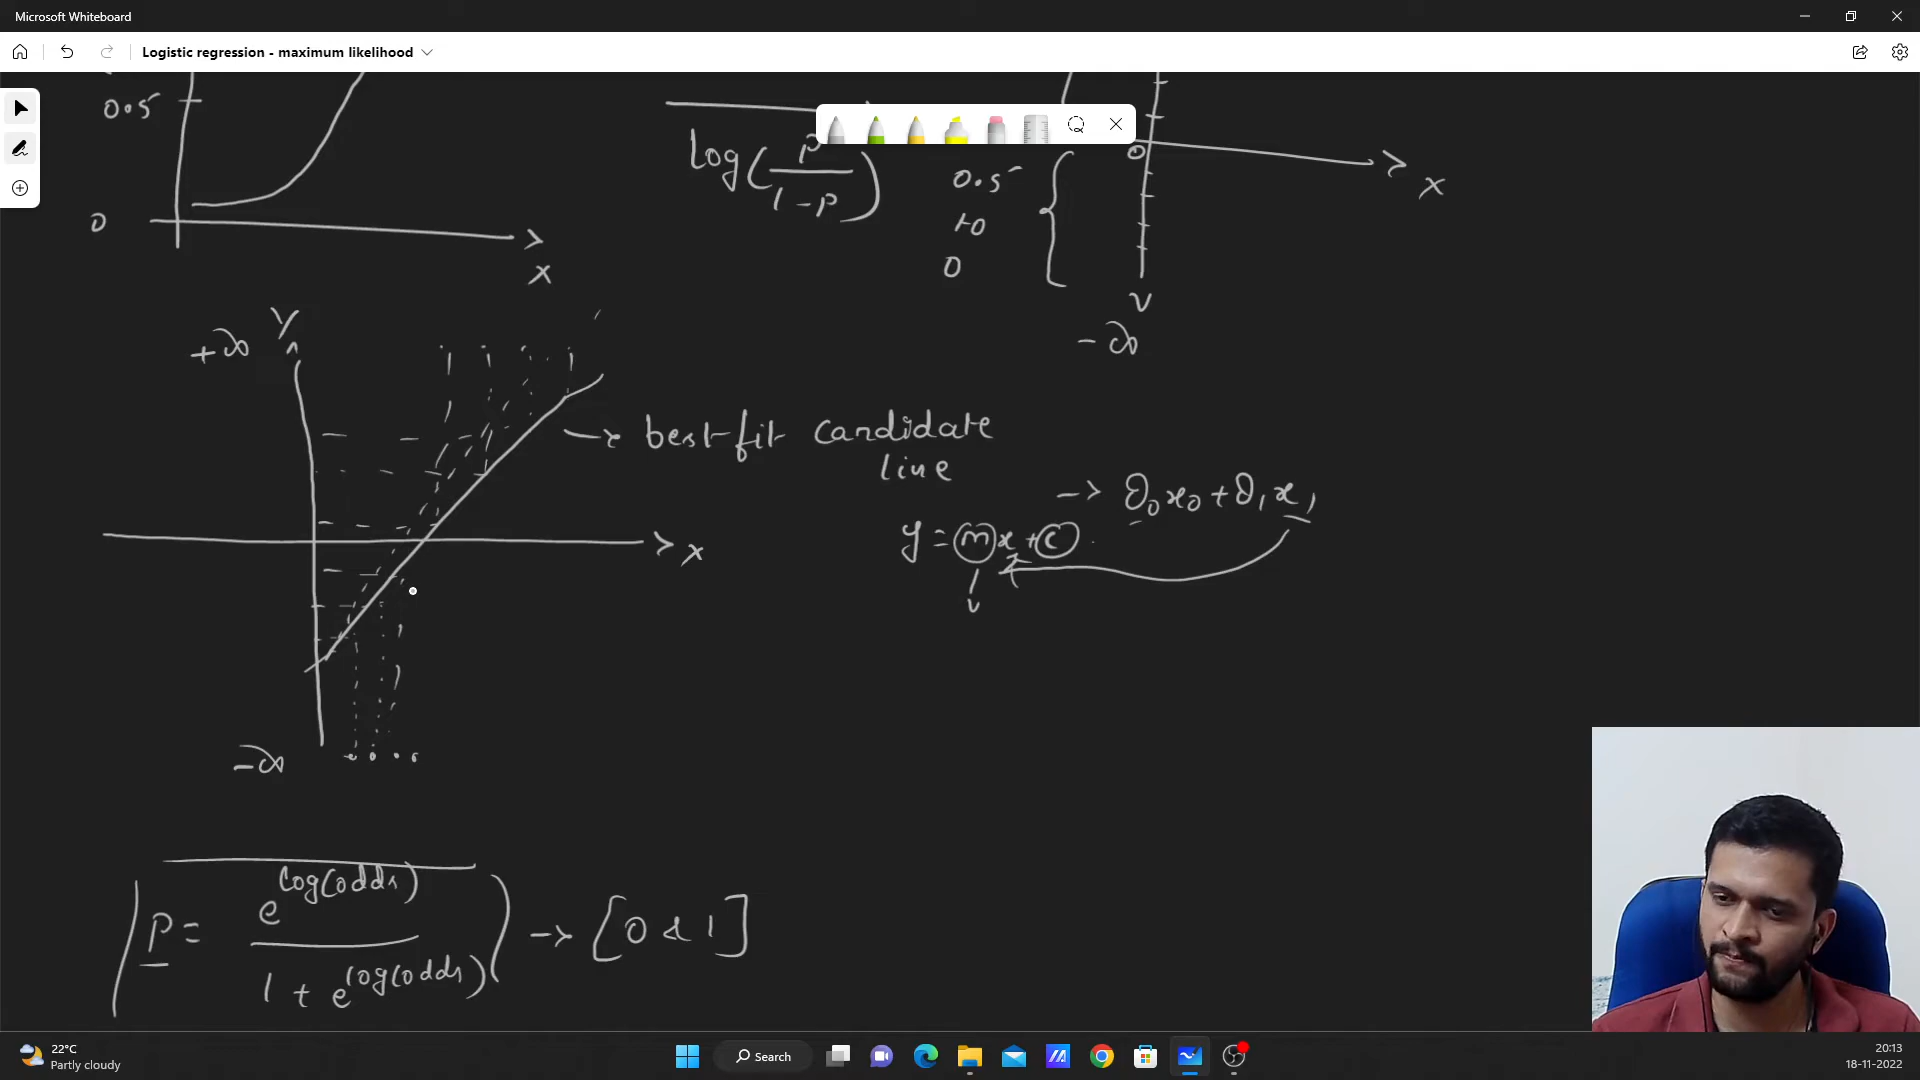 Microsoft Whiteboard
Logistic regression - maximum likelihood
0.5
0
x
log(p/1-p)
0.5
to
0
0
x
-∞
+∞
y
best-fit candidate
line
-> θ₀x₀ + θ₁x₁
y = mx + c
x
-∞
P = e^log(odds) / 1 + e^log(odds) -> [0 & 1]
22°C
Partly cloudy
Search
20:13
18-11-2022